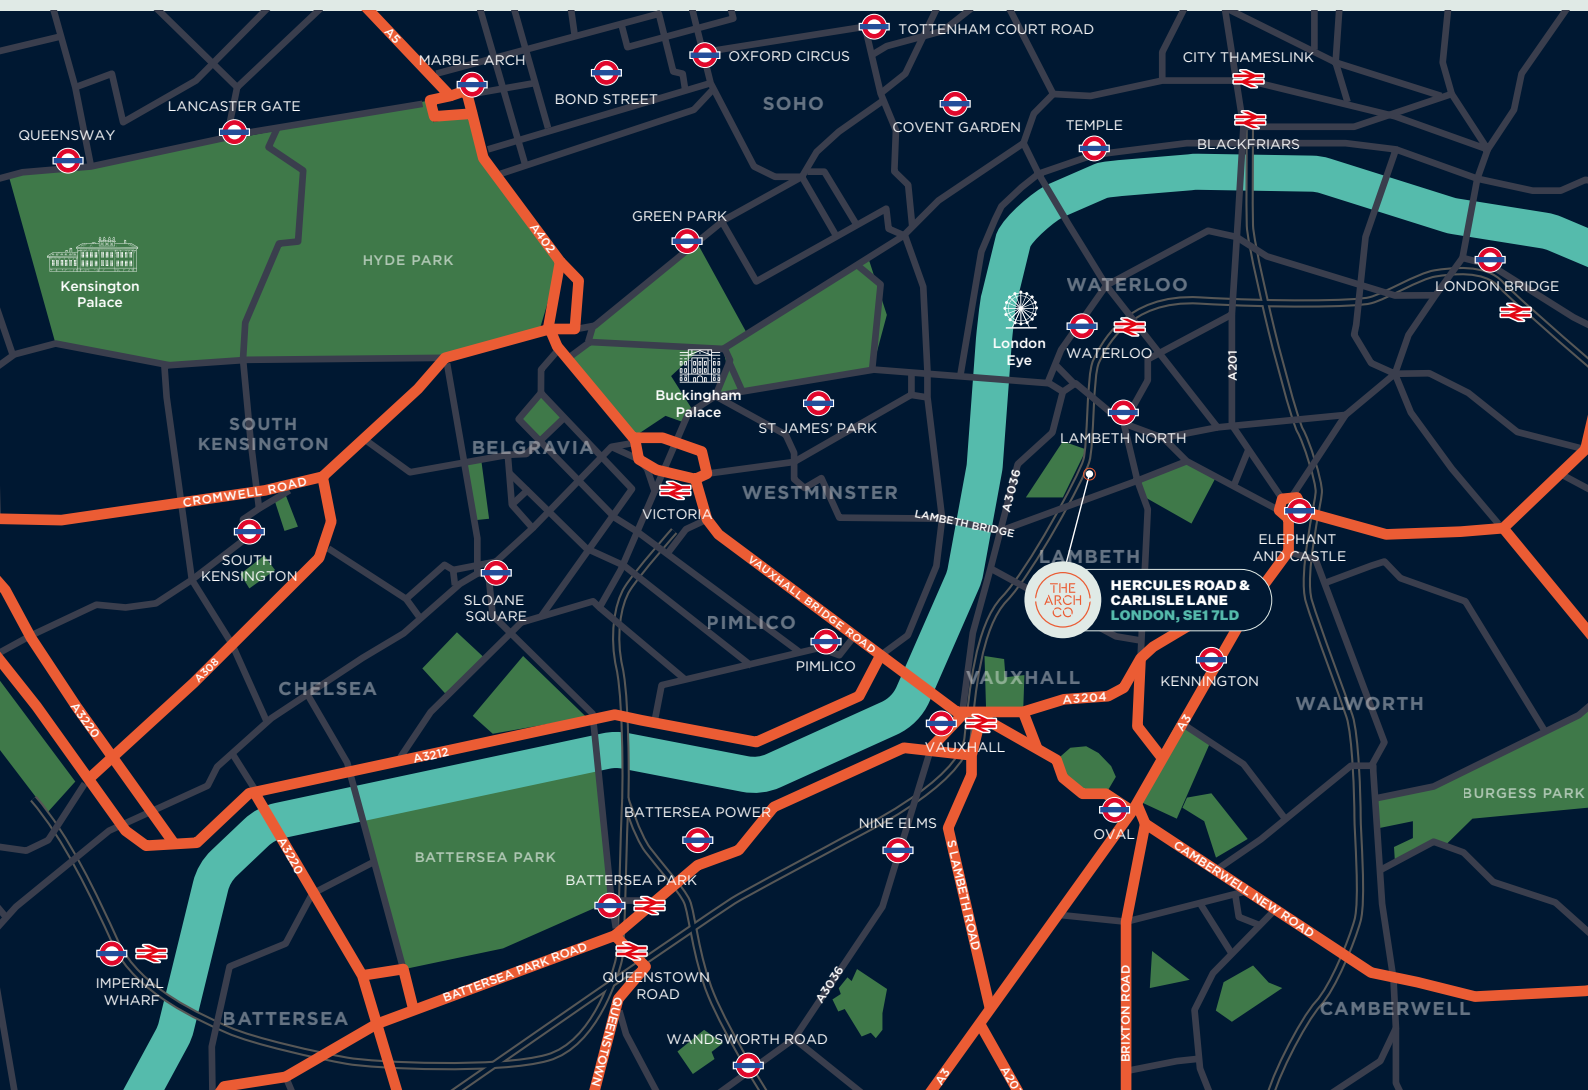 A5
MARBLE ARCH
OXFORD CIRCUS
TOTTENHAM COURT ROAD
CITY THAMESLINK
BOND STREET
LANCASTER GATE
QUEENSWAY
SOHO
COVENT GARDEN
TEMPLE
BLACKFRIARS
GREEN PARK
A402
HYDE PARK
Kensington
Palace
WATERLOO
LONDON BRIDGE
London
Eye
WATERLOO
A201
Buckingham
Palace
ST JAMES' PARK
LAMBETH NORTH
SOUTH
KENSINGTON
BELGRAVIA
CROMWELL ROAD
WESTMINSTER
VICTORIA
A3036
LAMBETH BRIDGE
LAMBETH
ELEPHANT
AND CASTLE
SOUTH
KENSINGTON
SLOANE
SQUARE
VAUXHALL BRIDGE ROAD
THE
ARCH
CO
HERCULES ROAD &
CARLISLE LANE
LONDON, SE1 7LD
PIMLICO
PIMLICO
A308
CHELSEA
VAUXHALL
KENNINGTON
A3204
WALWORTH
A3220
A3
A3212
VAUXHALL
BURGESS PARK
BATTERSEA POWER
NINE ELMS
OVAL
A3220
BATTERSEA PARK
BATTERSEA PARK
S LAMBETH ROAD
CAMBERWELL NEW ROAD
BATTERSEA PARK ROAD
IMPERIAL
WHARF
QUEENSTOWN
ROAD
A3036
BATTERSEA
QUEENSTOWN
WANDSWORTH ROAD
BRIXTON ROAD
CAMBERWELL
A3
A20